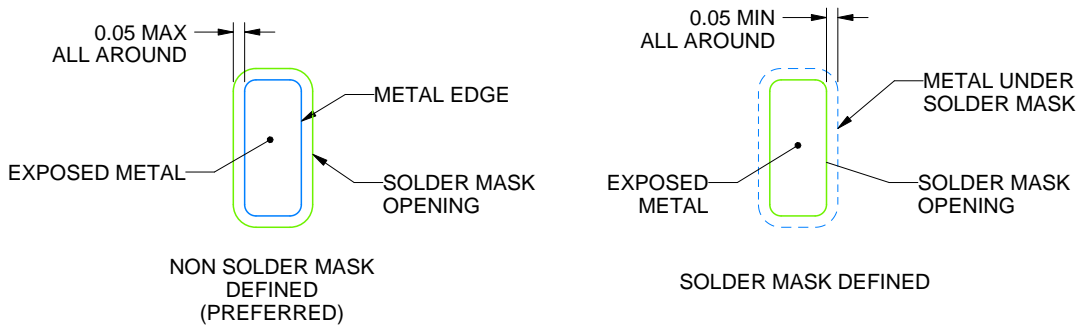 0.05 MAX
ALL AROUND
METAL EDGE
EXPOSED METAL
SOLDER MASK
OPENING
NON SOLDER MASK
DEFINED
(PREFERRED)
0.05 MIN
ALL AROUND
METAL UNDER
SOLDER MASK
EXPOSED
METAL
SOLDER MASK
OPENING
SOLDER MASK DEFINED